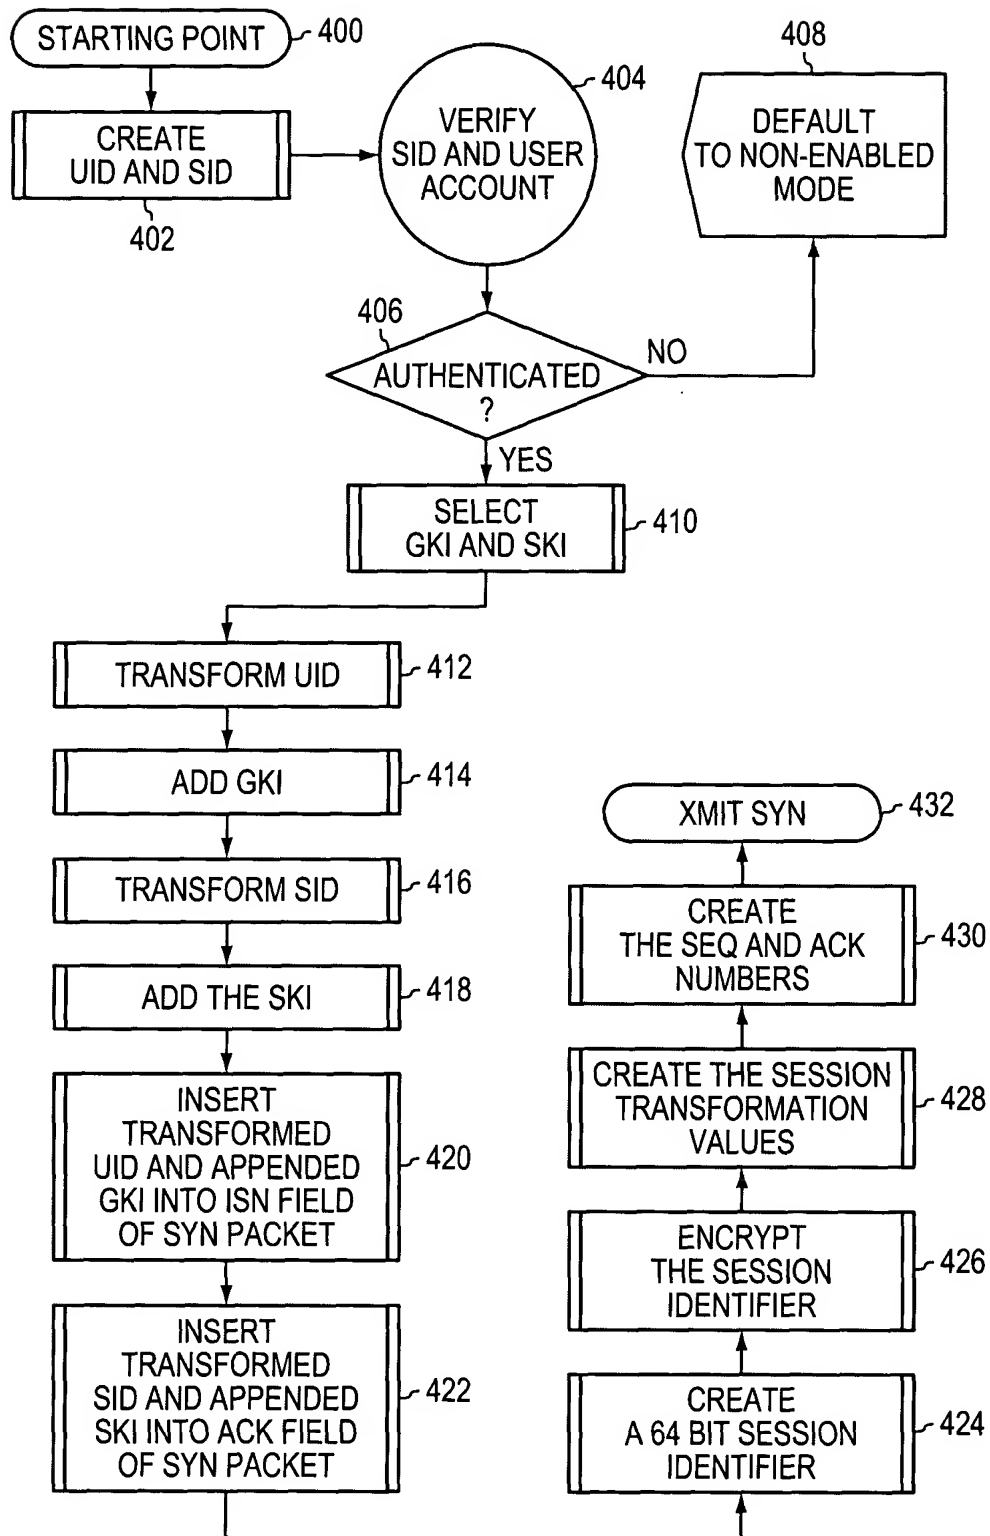 STARTING POINT
400
CREATE
UID AND SID
402
VERIFY
SID AND USER
ACCOUNT
404
408
DEFAULT
TO NON-ENABLED
MODE
406
AUTHENTICATED
?
NO
YES
SELECT
GKI AND SKI
410
TRANSFORM UID
412
ADD GKI
414
TRANSFORM SID
416
ADD THE SKI
418
INSERT
TRANSFORMED
UID AND APPENDED
GKI INTO ISN FIELD
OF SYN PACKET
420
INSERT
TRANSFORMED
SID AND APPENDED
SKI INTO ACK FIELD
OF SYN PACKET
422
XMIT SYN
432
CREATE
THE SEQ AND ACK
NUMBERS
430
CREATE THE SESSION
TRANSFORMATION
VALUES
428
ENCRYPT
THE SESSION
IDENTIFIER
426
CREATE
A 64 BIT SESSION
IDENTIFIER
424